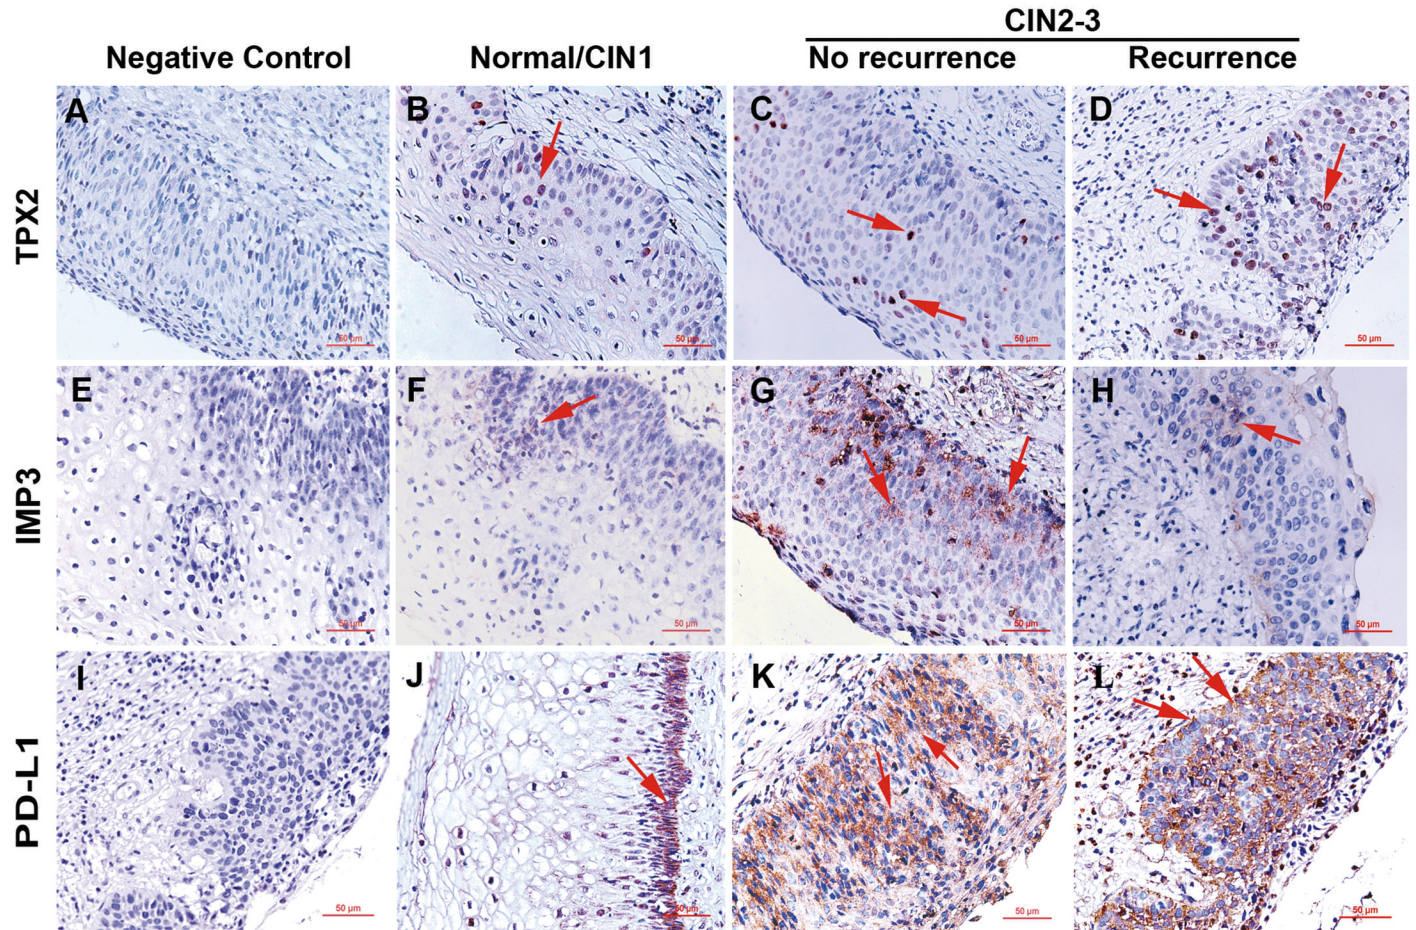 CIN2-3
Negative Control
Normal/CIN1
No recurrence
Recurrence
TPX2
A
B
C
D
50 µm
50 µm
50 µm
50 µm
IMP3
E
F
G
H
50 µm
50 µm
50 µm
50 µm
PD-L1
I
J
K
L
50 µm
50 µm
50 µm
50 µm